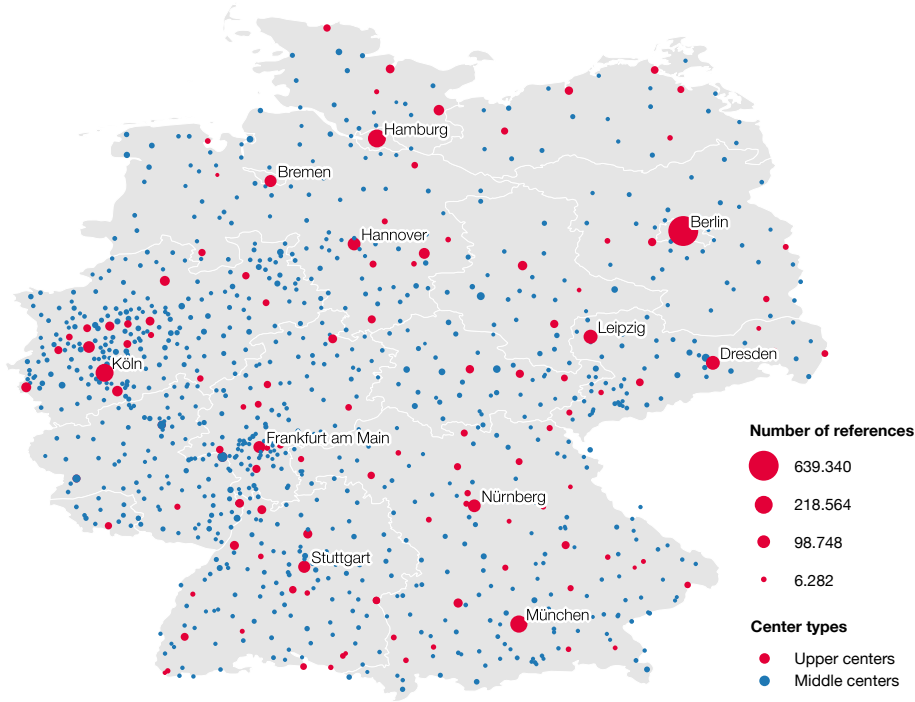 Hamburg
Bremen
Berlin
Hannover
Leipzig
Dresden
Köln
Frankfurt am Main
Nürnberg
Stuttgart
München
Number of references
639.340
218.564
98.748
6.282
Center types
Upper centers
Middle centers